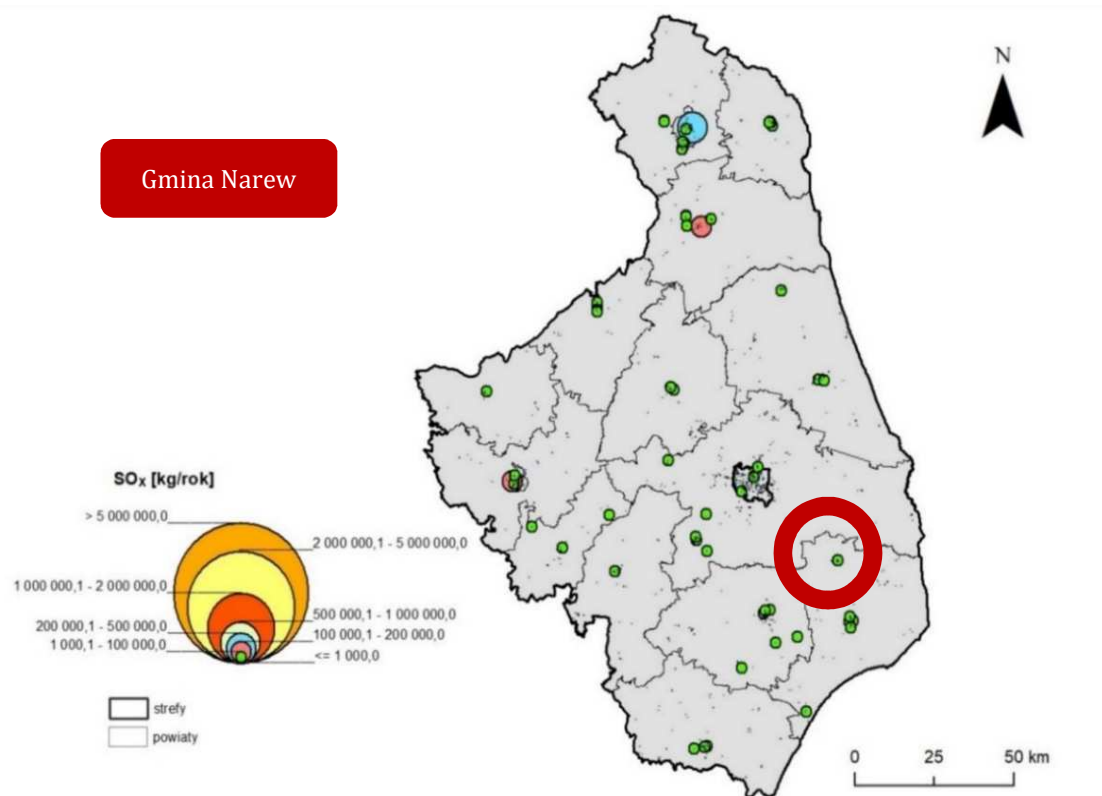 N
Gmina Narew
SOx [kg/rok]
> 5 000 000,0
2 000 000,1 - 5 000 000,0
1 000 000,1 - 2 000 000,0
500 000,1 - 1 000 000,0
200 000,1 - 500 000,0
100 000,1 - 200 000,0
1 000,1 - 100 000,0
<= 1 000,0
strefy
powiaty
0 25 50 km